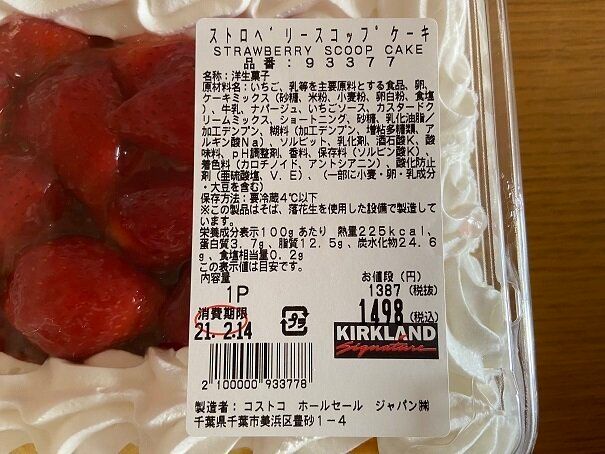 ストロベリースコップケーキ
STRAWBERRY SCOOP CAKE
品番:93377
名称:洋生菓子
原材料名:いちご、乳等を主要原料とする食品、卵、
ケーキミックス(砂糖、米粉、小麦粉、卵白粉、食塩
)、牛乳、ナパージュ、いちごソース、カスタードク
リームミックス、ショートニング、砂糖、乳化油脂/
加工デンプン、糊料(加工デンプン、増粘多糖類、ア
ルギン酸Na)、ソルビット、乳化剤、酒石酸K、酸
味料、pH調整剤、香料、保存料(ソルビン酸K)、
着色料(カロチノイド、アントシアニン)、酸化防止
剤(亜硫酸塩、V.E)、(一部に小麦・卵・乳成分
・大豆を含む)
保存方法:要冷蔵4℃以下
※この製品はそば、落花生を使用した設備で製造して
います。
栄養成分表示100gあたり 熱量225kcal、
蛋白質3.7g、脂質12.5g、炭水化物24.6
g、食塩相当量0.2g
この表示値は目安です。
内容量 お値段(円)
1P 1387(税抜)
消費期限 1498(税込)
21.2.14 プラ
KIRKLAND
Signature
2 100000 933778
製造者:コストコ ホールセール ジャパン㈱
千葉県千葉市美浜区豊砂1-4